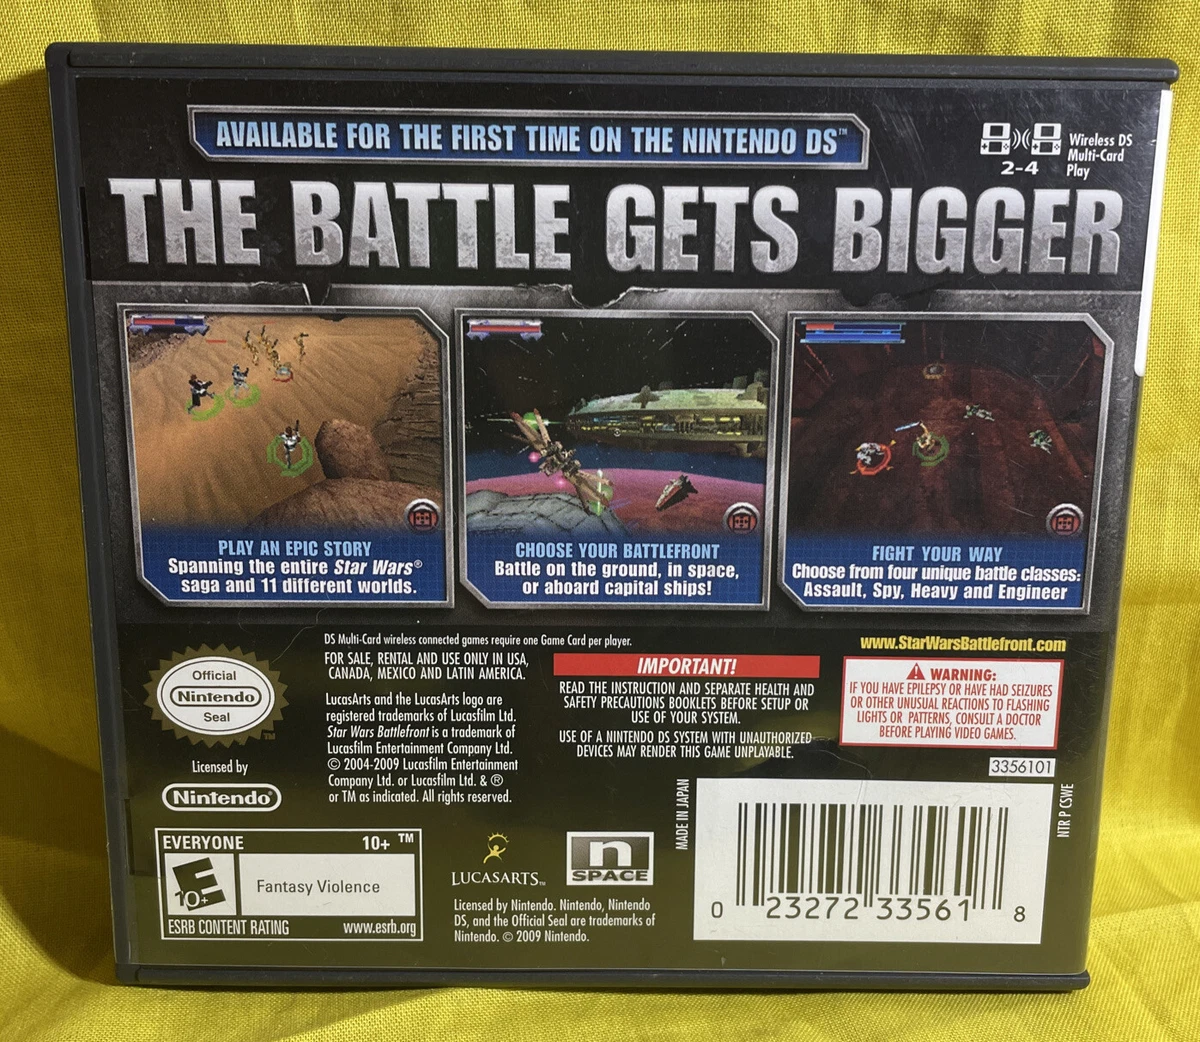 AVAILABLE FOR THE FIRST TIME ON THE NINTENDO DS™
2-4
Wireless DS
Multi-Card
Play
THE BATTLE GETS BIGGER
PLAY AN EPIC STORY
Spanning the entire Star Wars®
saga and 11 different worlds.
CHOOSE YOUR BATTLEFRONT
Battle on the ground, in space,
or aboard capital ships!
FIGHT YOUR WAY
Choose from four unique battle classes:
Assault, Spy, Heavy and Engineer
Official
Nintendo
Seal
TM
Licensed by
Nintendo®
DS Multi-Card wireless connected games require one Game Card per player.
FOR SALE, RENTAL AND USE ONLY IN USA,
CANADA, MEXICO AND LATIN AMERICA.
LucasArts and the LucasArts logo are
registered trademarks of Lucasfilm Ltd.
Star Wars Battlefront is a trademark of
Lucasfilm Entertainment Company Ltd.
© 2004-2009 Lucasfilm Entertainment
Company Ltd. or Lucasfilm Ltd. & ®
or TM as indicated. All rights reserved.
IMPORTANT!
READ THE INSTRUCTION AND SEPARATE HEALTH AND
SAFETY PRECAUTIONS BOOKLETS BEFORE SETUP OR
USE OF YOUR SYSTEM.
USE OF A NINTENDO DS SYSTEM WITH UNAUTHORIZED
DEVICES MAY RENDER THIS GAME UNPLAYABLE.
www.StarWarsBattlefront.com
WARNING:
IF YOU HAVE EPILEPSY OR HAVE HAD SEIZURES
OR OTHER UNUSUAL REACTIONS TO FLASHING
LIGHTS OR PATTERNS, CONSULT A DOCTOR
BEFORE PLAYING VIDEO GAMES.
3356101
MADE IN JAPAN
NTR P CSWE
0 23272 33561 8
EVERYONE 10+ ™
E
10+
Fantasy Violence
ESRB CONTENT RATING www.esrb.org
LUCASARTS™
n
SPACE
Licensed by Nintendo. Nintendo, Nintendo
DS, and the Official Seal are trademarks of
Nintendo. © 2009 Nintendo.